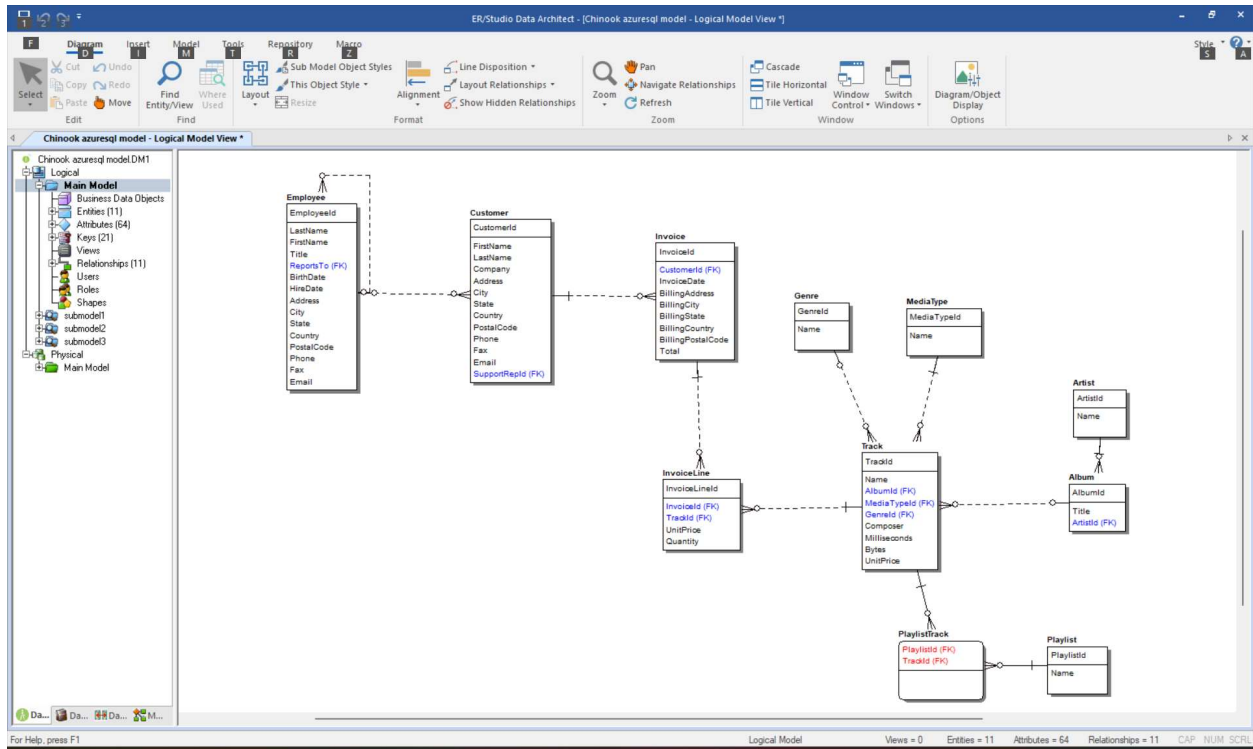 ER/Studio Data Architect - [Chinook azuresql model - Logical Model View *]
1 2 3
F Diagram Insert Model Tools Repository Macro Style
D I M T R Z S A
Select
Cut Undo
Copy Redo
Paste Move
Edit
Find Entity/View
Where Used
Find
Layout
Sub Model Object Styles
This Object Style
Resize
Alignment
Line Disposition
Layout Relationships
Show Hidden Relationships
Format
Zoom
Pan
Navigate Relationships
Refresh
Zoom
Cascade
Tile Horizontal
Tile Vertical
Window Control
Switch Windows
Window
Diagram/Object Display
Options
Chinook azuresql model - Logical Model View *
Chinook azuresql model.DM1
Logical
Main Model
Business Data Objects
Entities (11)
Attributes (64)
Keys (21)
Views
Relationships (11)
Users
Roles
Shapes
submodel1
submodel2
submodel3
Physical
Main Model
Da... Da... Da... M...
Employee
EmployeeId
LastName
FirstName
Title
ReportsTo (FK)
BirthDate
HireDate
Address
City
State
Country
PostalCode
Phone
Fax
Email
Customer
CustomerId
FirstName
LastName
Company
Address
City
State
Country
PostalCode
Phone
Fax
Email
SupportRepId (FK)
Invoice
InvoiceId
CustomerId (FK)
InvoiceDate
BillingAddress
BillingCity
BillingState
BillingCountry
BillingPostalCode
Total
Genre
GenreId
Name
MediaType
MediaTypeId
Name
Artist
ArtistId
Name
InvoiceLine
InvoiceLineId
InvoiceId (FK)
TrackId (FK)
UnitPrice
Quantity
Track
TrackId
Name
AlbumId (FK)
MediaTypeId (FK)
GenreId (FK)
Composer
Milliseconds
Bytes
UnitPrice
Album
AlbumId
Title
ArtistId (FK)
PlaylistTrack
PlaylistId (FK)
TrackId (FK)
Playlist
PlaylistId
Name
For Help, press F1
Logical Model
Views = 0
Entities = 11
Attributes = 64
Relationships = 11
CAP NUM SCRL